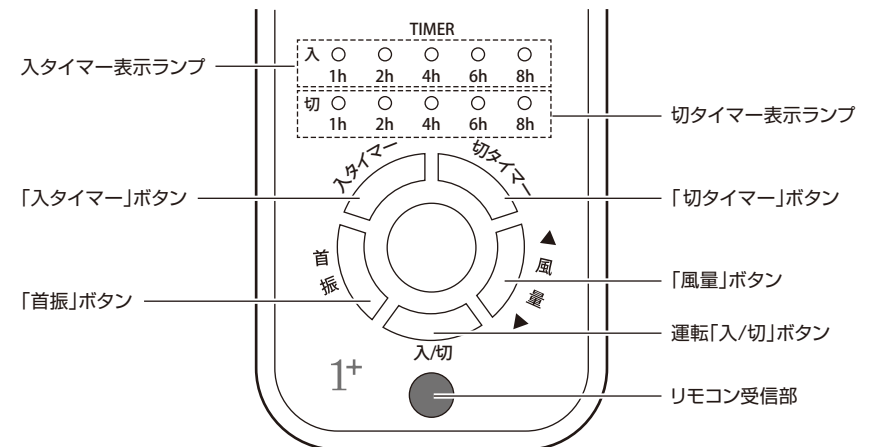 TIMER
入
1h 2h 4h 6h 8h
切
1h 2h 4h 6h 8h
入タイマー表示ランプ
切タイマー表示ランプ
入タイマー
切タイマー
「入タイマー」ボタン
「切タイマー」ボタン
首振
▲風量▼
「首振」ボタン
「風量」ボタン
運転「入/切」ボタン
入/切
1+
リモコン受信部